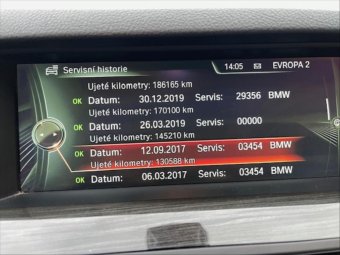 Servisní historie 14:05 EVROPA 2
Ujeté kilometry: 186165 km
OK Datum: 30.12.2019 Servis: 29356 BMW
Ujeté kilometry: 170100 km
OK Datum: 26.03.2019 Servis: 00000
Ujeté kilometry: 145210 km
OK Datum: 12.09.2017 Servis: 03454 BMW
Ujeté kilometry: 130588 km
OK Datum: 06.03.2017 Servis: 03454 BMW